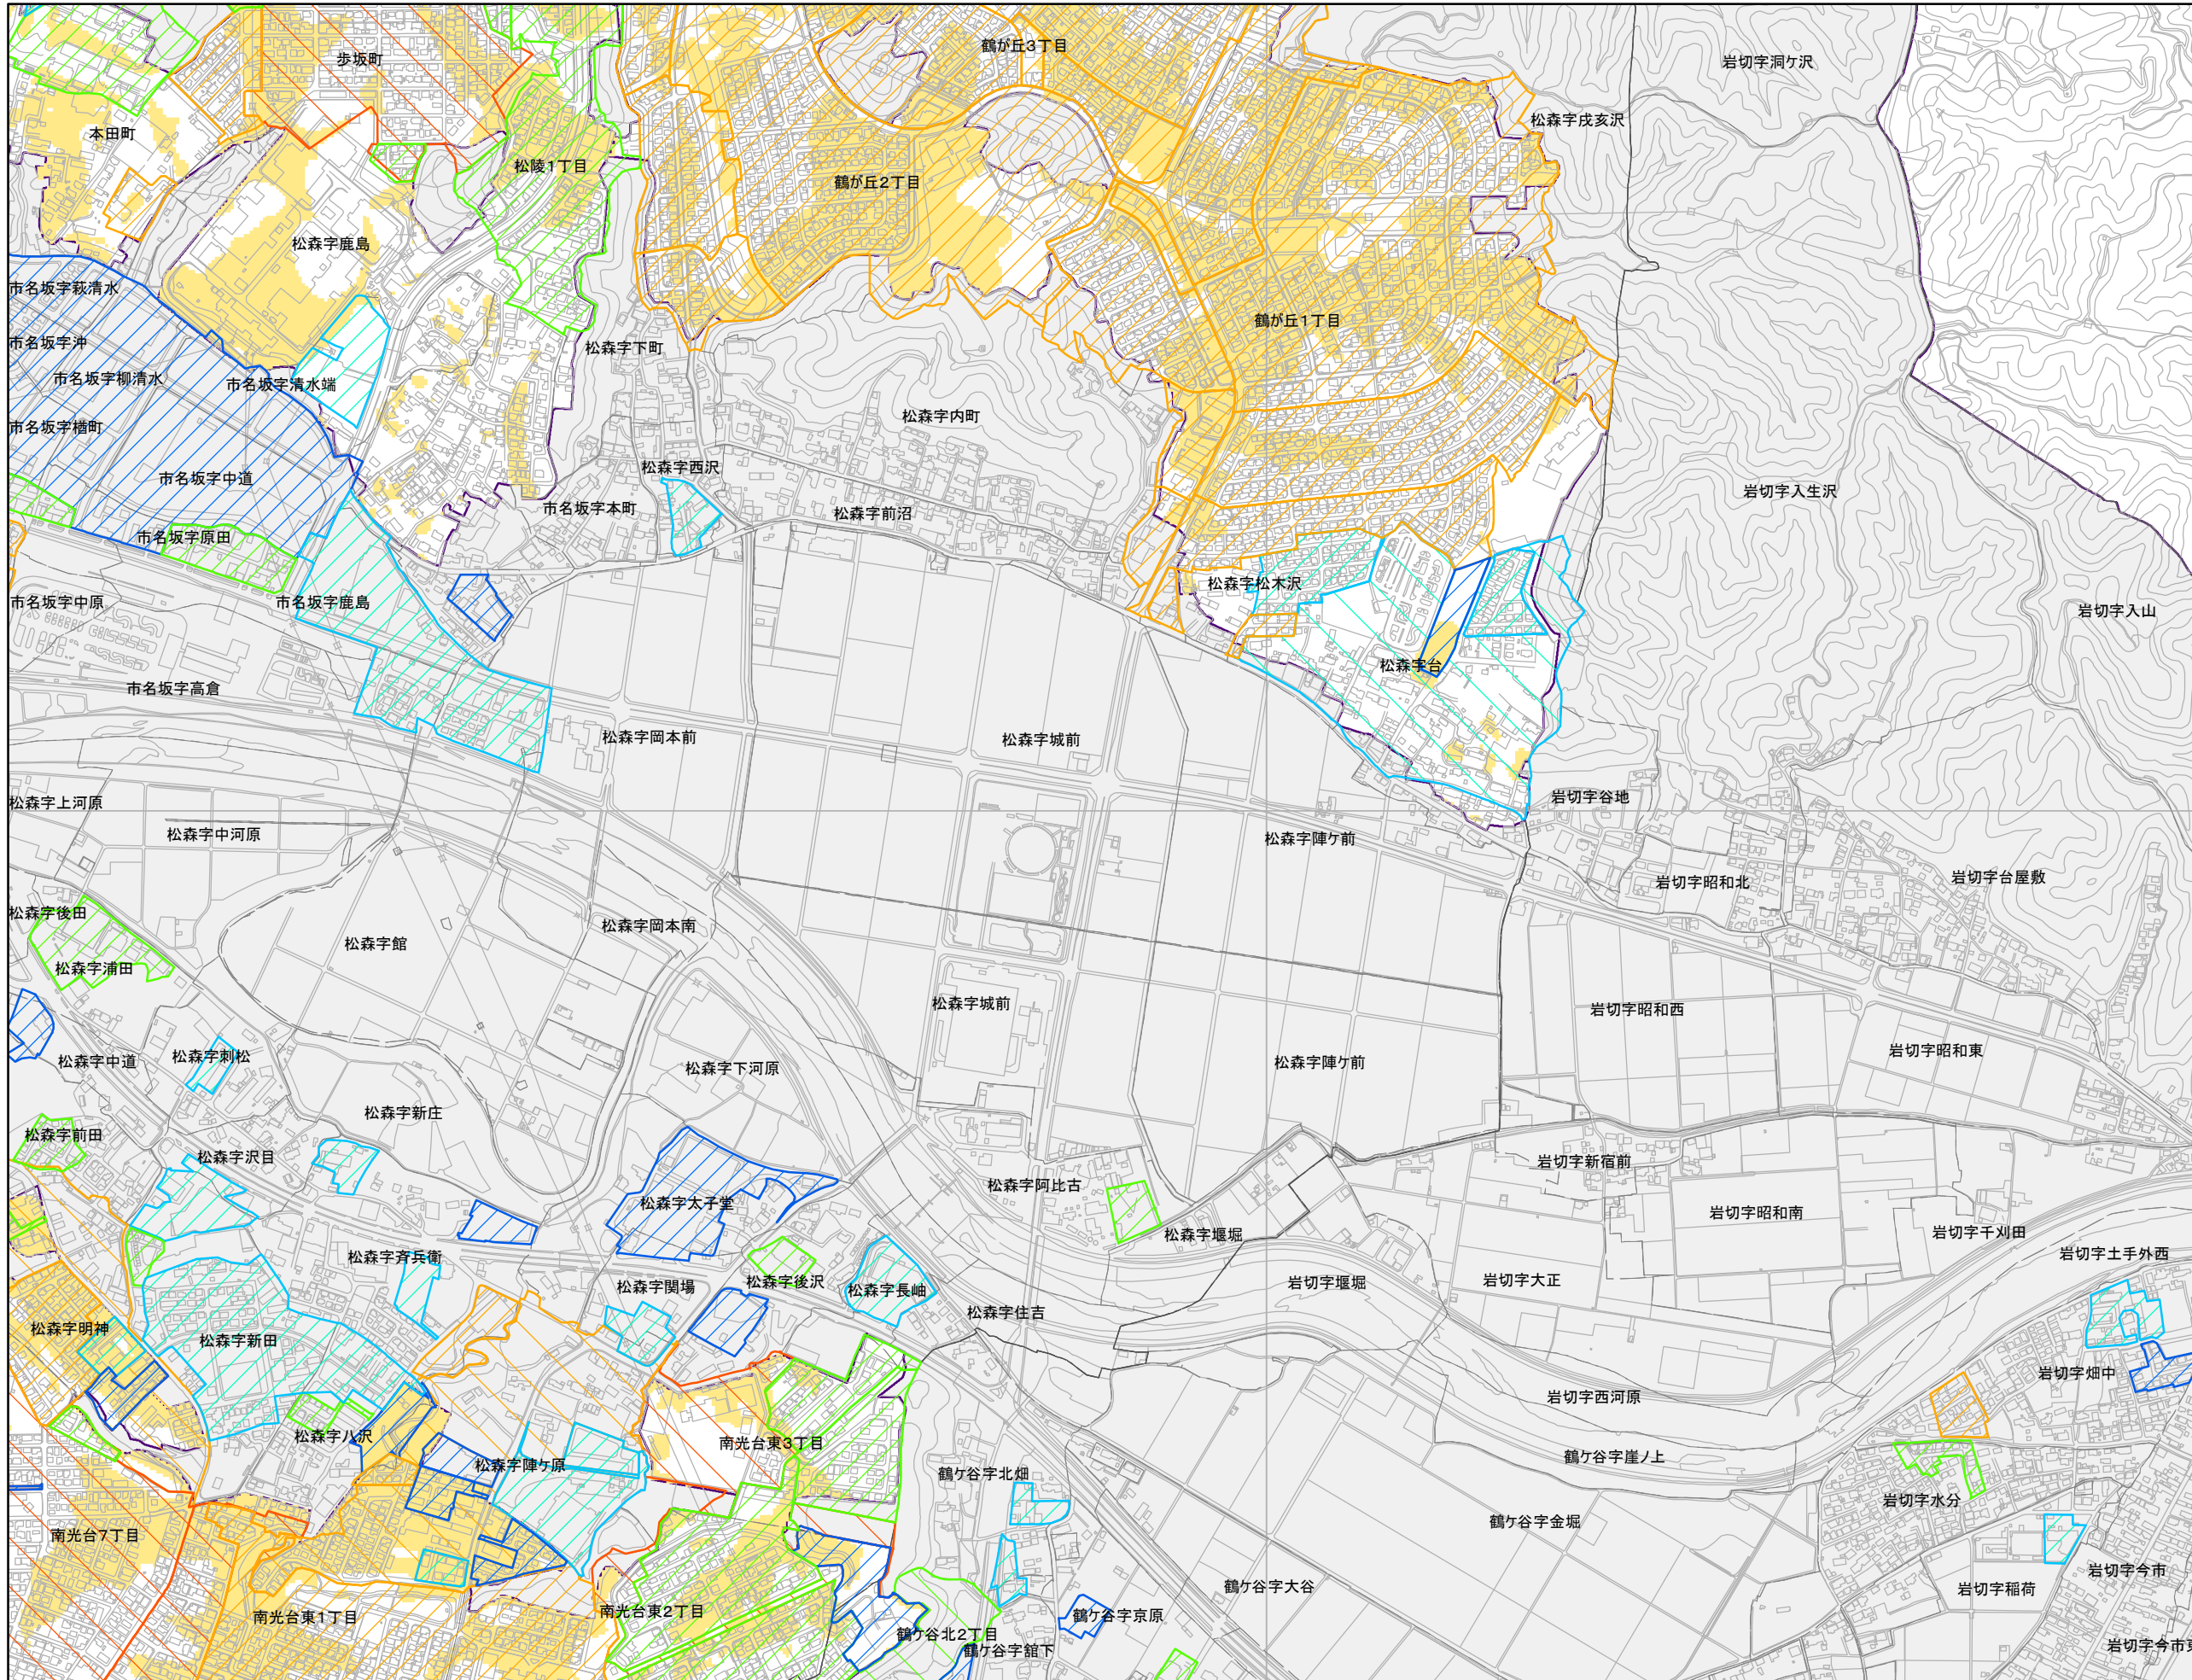 鶴が丘3丁目
歩坂町
岩切字洞ケ沢
松森字戌亥沢
本田町
松陵1丁目
鶴が丘2丁目
松森字鹿島
市名坂字萩清水
鶴が丘1丁目
市名坂字沖
松森字下町
市名坂字柳清水
市名坂字清水端
松森字内町
市名坂字楢町
松森字西沢
市名坂字中道
岩切字入生沢
市名坂字本町
松森字前沼
市名坂字原田
松森字松木沢
市名坂字中原
市名坂字鹿島
岩切字入山
松森字台
市名坂字高倉
松森字岡本前
松森字城前
岩切字谷地
松森字上河原
松森字中河原
松森字陣ケ前
岩切字昭和北
岩切字台屋敷
松森字後田
松森字岡本南
松森字館
松森字浦田
松森字城前
岩切字昭和西
岩切字昭和東
松森字中道
松森字刺松
松森字下河原
松森字陣ケ前
松森字新庄
松森字前田
松森字沢目
岩切字新宿前
松森字阿比古
松森字太子堂
岩切字昭和南
松森字堰堀
岩切字千刈田
岩切字土手外西
松森字斉兵衛
松森字関場
松森字後沢
松森字長岫
岩切字堰堀
岩切字大正
松森字住吉
松森字明神
松森字新田
岩切字畑中
岩切字西河原
松森字八沢
南光台東3丁目
鶴ケ谷字崖ノ上
松森字陣ケ原
鶴ケ谷字北畑
岩切字水分
鶴ケ谷字金堀
南光台7丁目
岩切字今市
鶴ケ谷字大谷
岩切字稲荷
南光台東1丁目
南光台東2丁目
鶴ケ谷字京原
鶴ケ谷北2丁目
鶴ケ谷字舘下
岩切字今市東